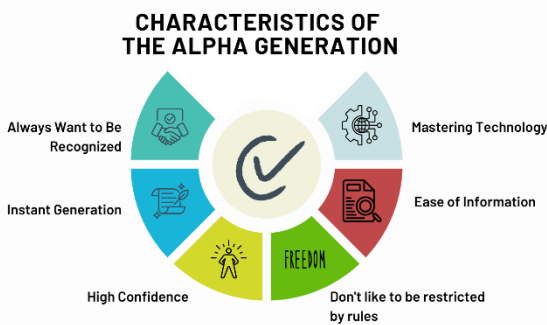 CHARACTERISTICS OF
THE ALPHA GENERATION
Always Want to Be
Recognized
Mastering Technology
Instant Generation
Ease of Information
FREEDOM
High Confidence
Don't like to be restricted
by rules